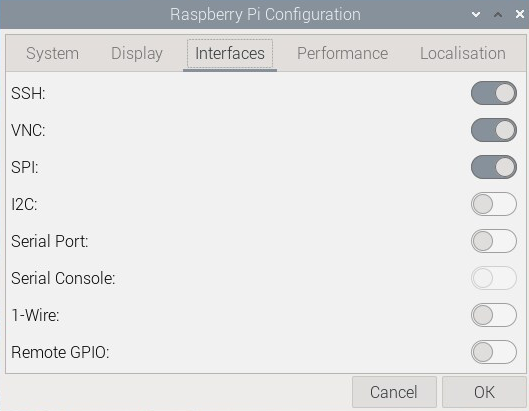 Raspberry Pi Configuration
System Display Interfaces Performance Localisation
SSH:
VNC:
SPI:
I2C:
Serial Port:
Serial Console:
1-Wire:
Remote GPIO:
Cancel OK